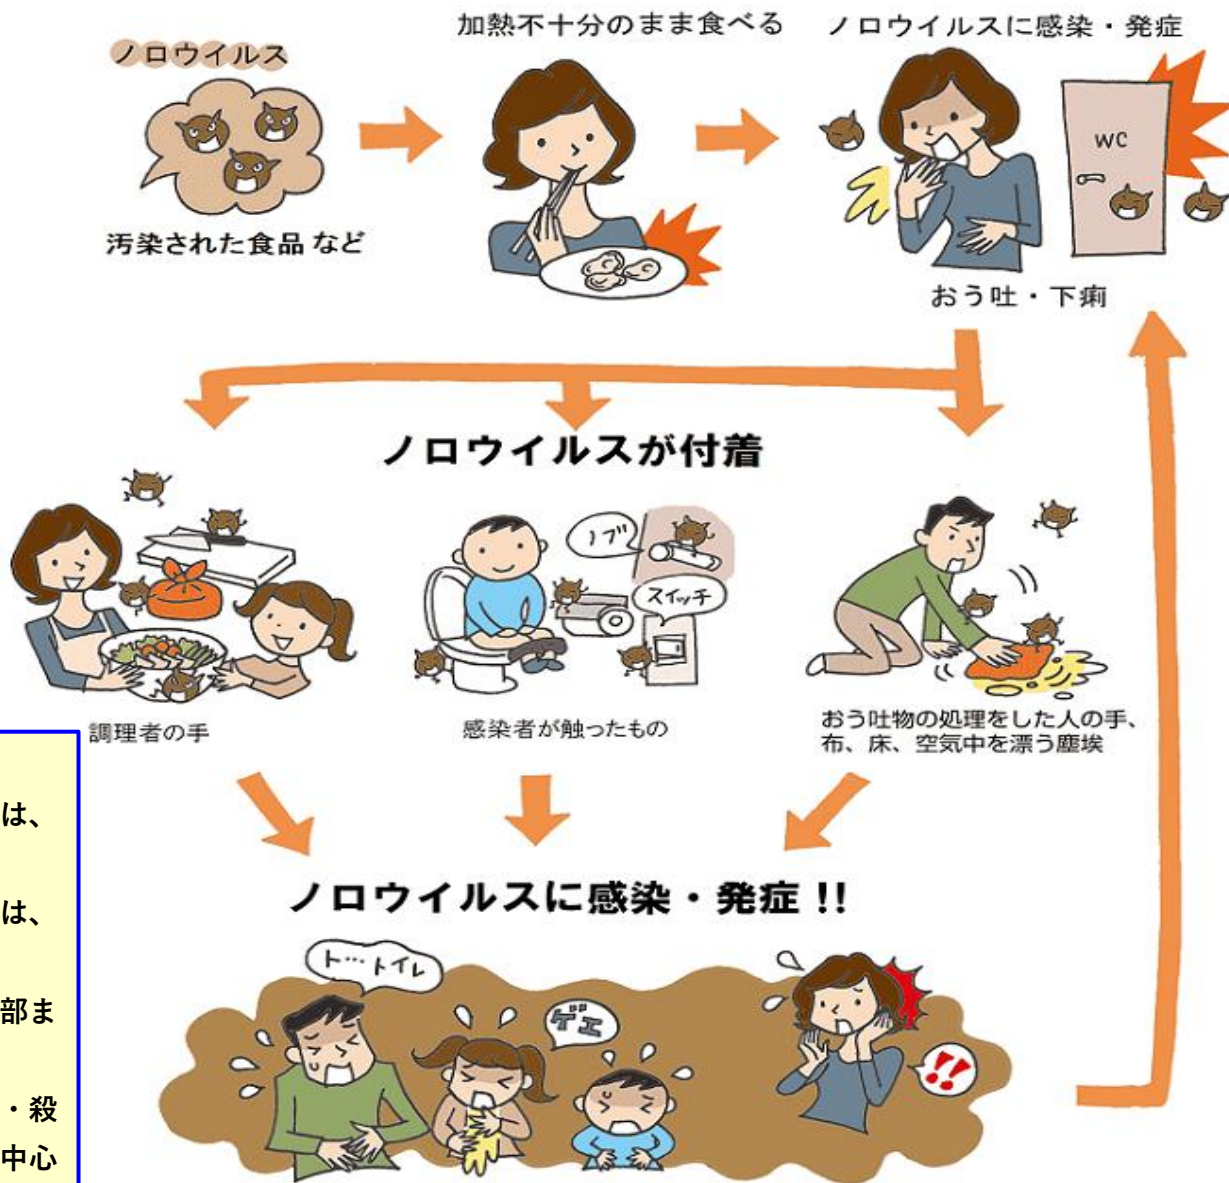 ノロウイルス
汚染された食品 など
加熱不十分のまま食べる
ノロウイルスに感染・発症
WC
おう吐・下痢
ノロウイルスが付着
ノブ
スイッチ
調理者の手
感染者が触ったもの
おう吐物の処理をした人の手、
布、床、空気中を漂う塵埃
は、
は、
部ま
・殺
中心
ノロウイルスに感染・発症 !!
ト…トイレ
ゲエ
!!